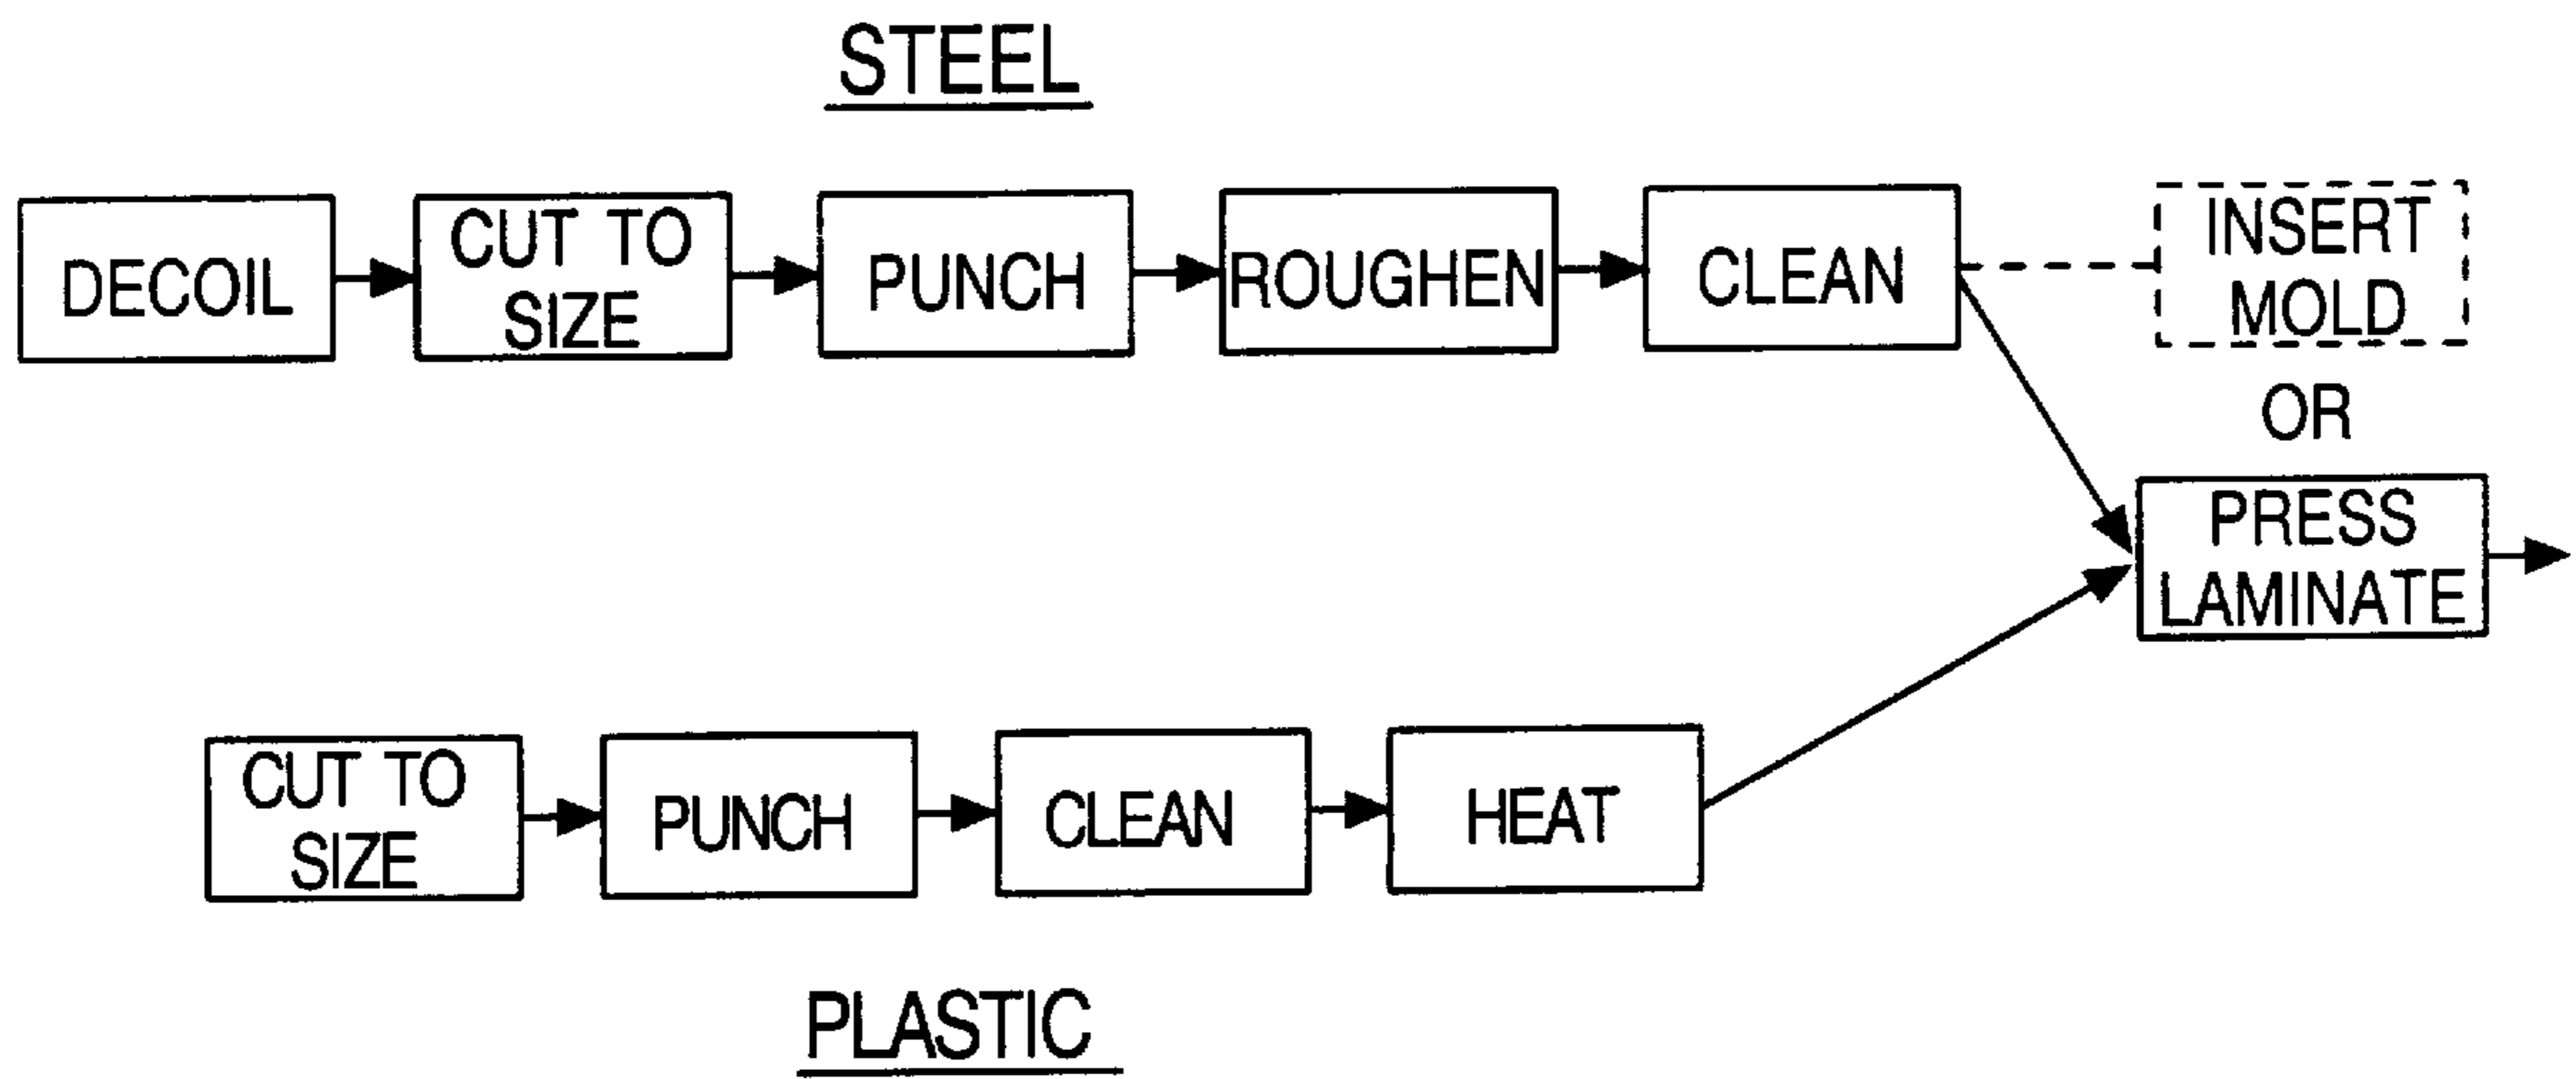 STEEL
DECOIL
CUT TO
SIZE
PUNCH
ROUGHEN
CLEAN
INSERT
MOLD
OR
PRESS
LAMINATE
CUT TO
SIZE
PUNCH
CLEAN
HEAT
PLASTIC